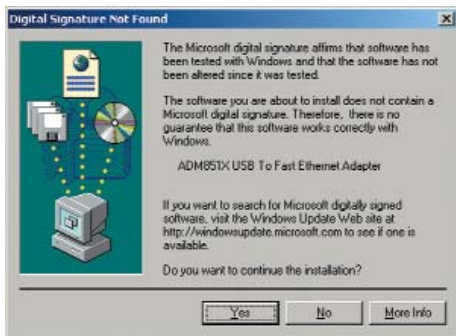 Digital Signature Not Found
The Microsoft digital signature affirms that software has
been tested with Windows and that the software has not
been altered since it was tested.
The software you are about to install does not contain a
Microsoft digital signature. Therefore, there is no
guarantee that this software works correctly with
Windows.
ADM851X USB To Fast Ethernet Adapter
If you want to search for Microsoft digitally signed
software, visit the Windows Update Web site at
http://windowsupdate.microsoft.com to see if one is
available.
Do you want to continue the installation?
Yes No More Info